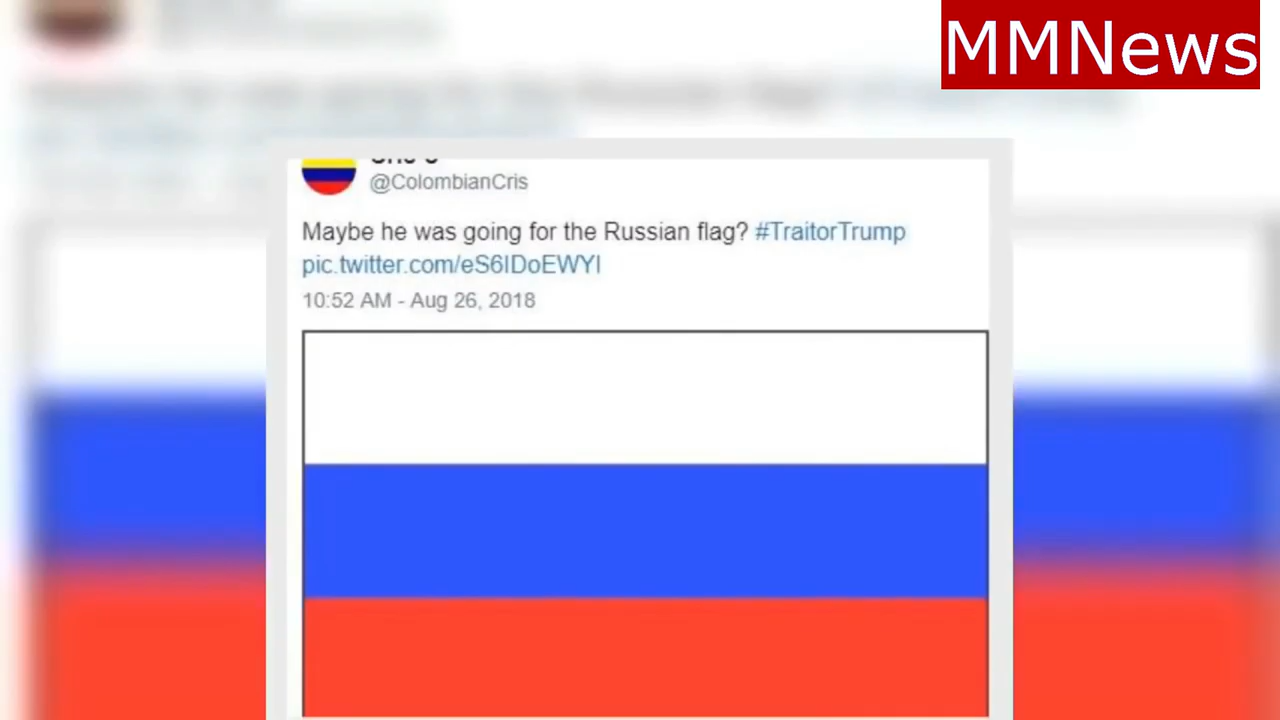 MMNews
@ColombianCris
Maybe he was going for the Russian flag? #TraitorTrump
pic.twitter.com/eS6IDoEWYI
10:52 AM - Aug 26, 2018